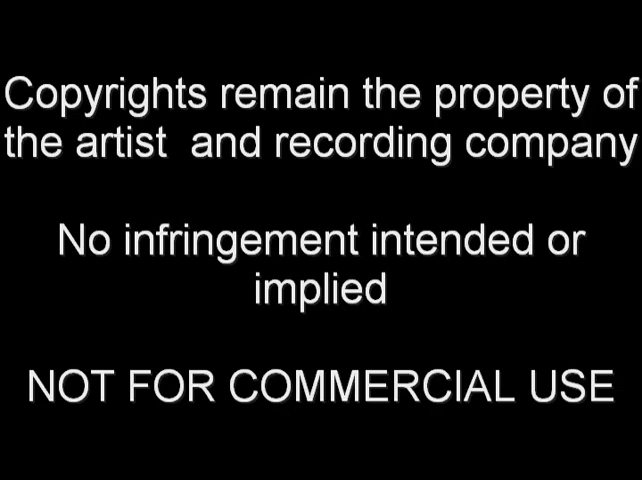 Copyrights remain the property of
the artist  and recording company
No infringement intended or
implied
NOT FOR COMMERCIAL USE